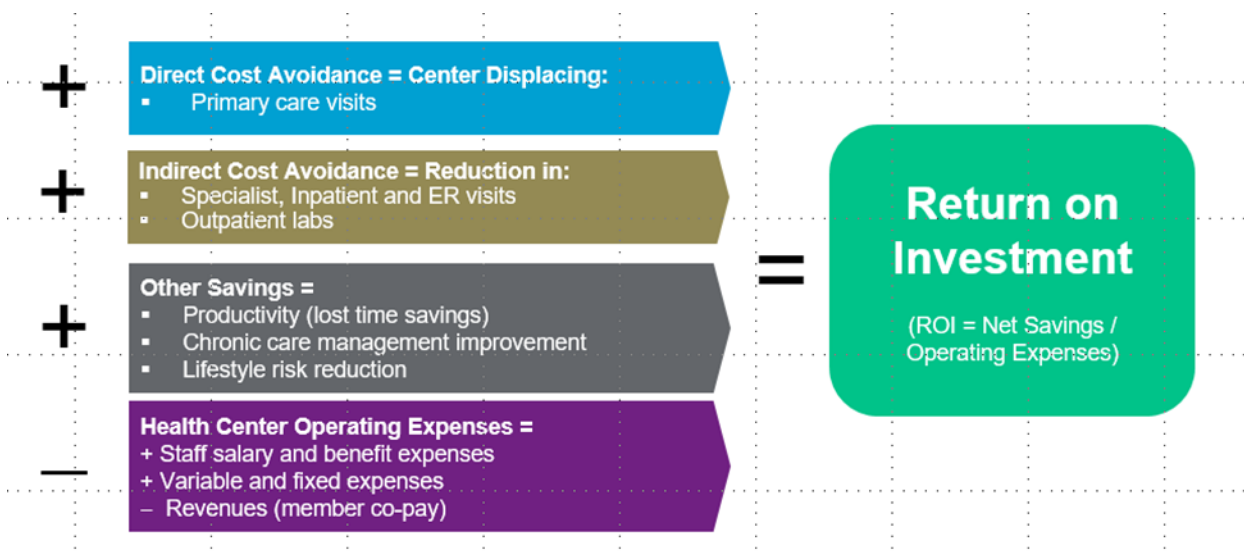 +
Direct Cost Avoidance = Center Displacing:
▪ Primary care visits
+
Indirect Cost Avoidance = Reduction in:
▪ Specialist, Inpatient and ER visits
▪ Outpatient labs
+
Other Savings =
▪ Productivity (lost time savings)
▪ Chronic care management improvement
▪ Lifestyle risk reduction
–
Health Center Operating Expenses =
+ Staff salary and benefit expenses
+ Variable and fixed expenses
– Revenues (member co-pay)
=
Return on
Investment
(ROI = Net Savings /
Operating Expenses)